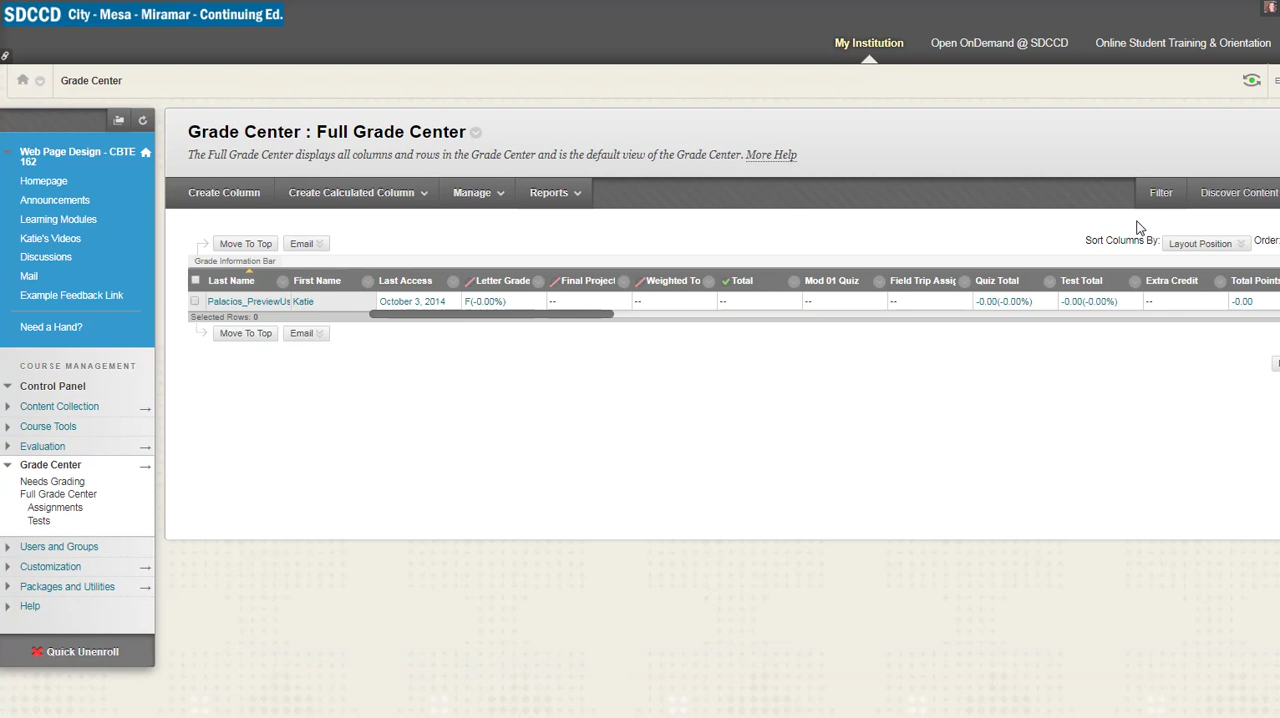 SDCCD City - Mesa - Miramar - Continuing Ed.
My Institution Open OnDemand @ SDCCD Online Student Training & Orientation
Grade Center
Web Page Design - CBTE 162
Homepage
Announcements
Learning Modules
Katie's Videos
Discussions
Mail
Example Feedback Link
Need a Hand?
COURSE MANAGEMENT
Control Panel
Content Collection
Course Tools
Evaluation
Grade Center
Needs Grading
Full Grade Center
Assignments
Tests
Users and Groups
Customization
Packages and Utilities
Help
Quick Unenroll
Grade Center : Full Grade Center
The Full Grade Center displays all columns and rows in the Grade Center and is the default view of the Grade Center. More Help
Create Column Create Calculated Column Manage Reports Filter Discover Content
Move To Top Email Sort Columns By: Layout Position Order:
Grade Information Bar
Last Name First Name Last Access Letter Grade Final Project Weighted To Total Mod 01 Quiz Field Trip Assig Quiz Total Test Total Extra Credit Total Points
Palacios_PreviewUs Katie October 3, 2014 F(-0.00%) -- -- -- -- -- -0.00(-0.00%) -0.00(-0.00%) -- -0.00
Selected Rows: 0
Move To Top Email